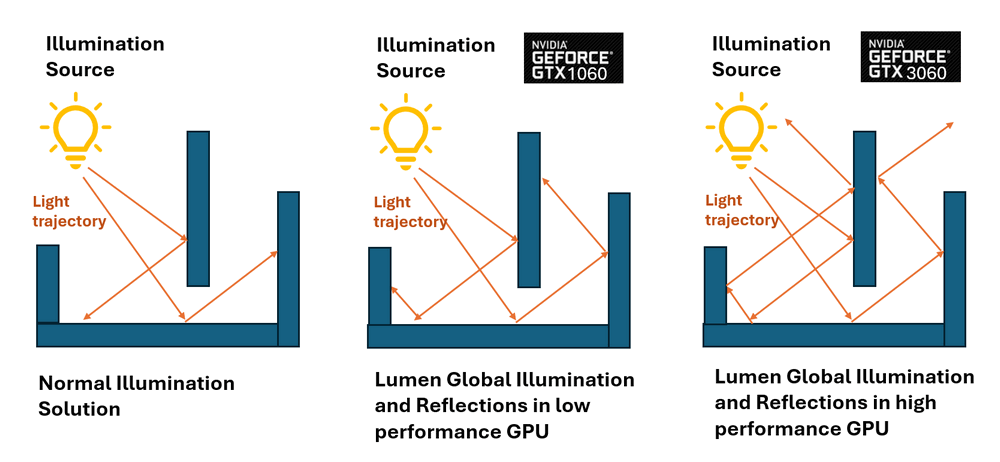 Illumination
Source
Light
trajectory
Normal Illumination
Solution
Illumination
Source
NVIDIA
GEFORCE®
GTX1060
Light
trajectory
Lumen Global Illumination
and Reflections in low
performance GPU
Illumination
Source
NVIDIA
GEFORCE®
GTX 3060
Light
trajectory
Lumen Global Illumination
and Reflections in high
performance GPU